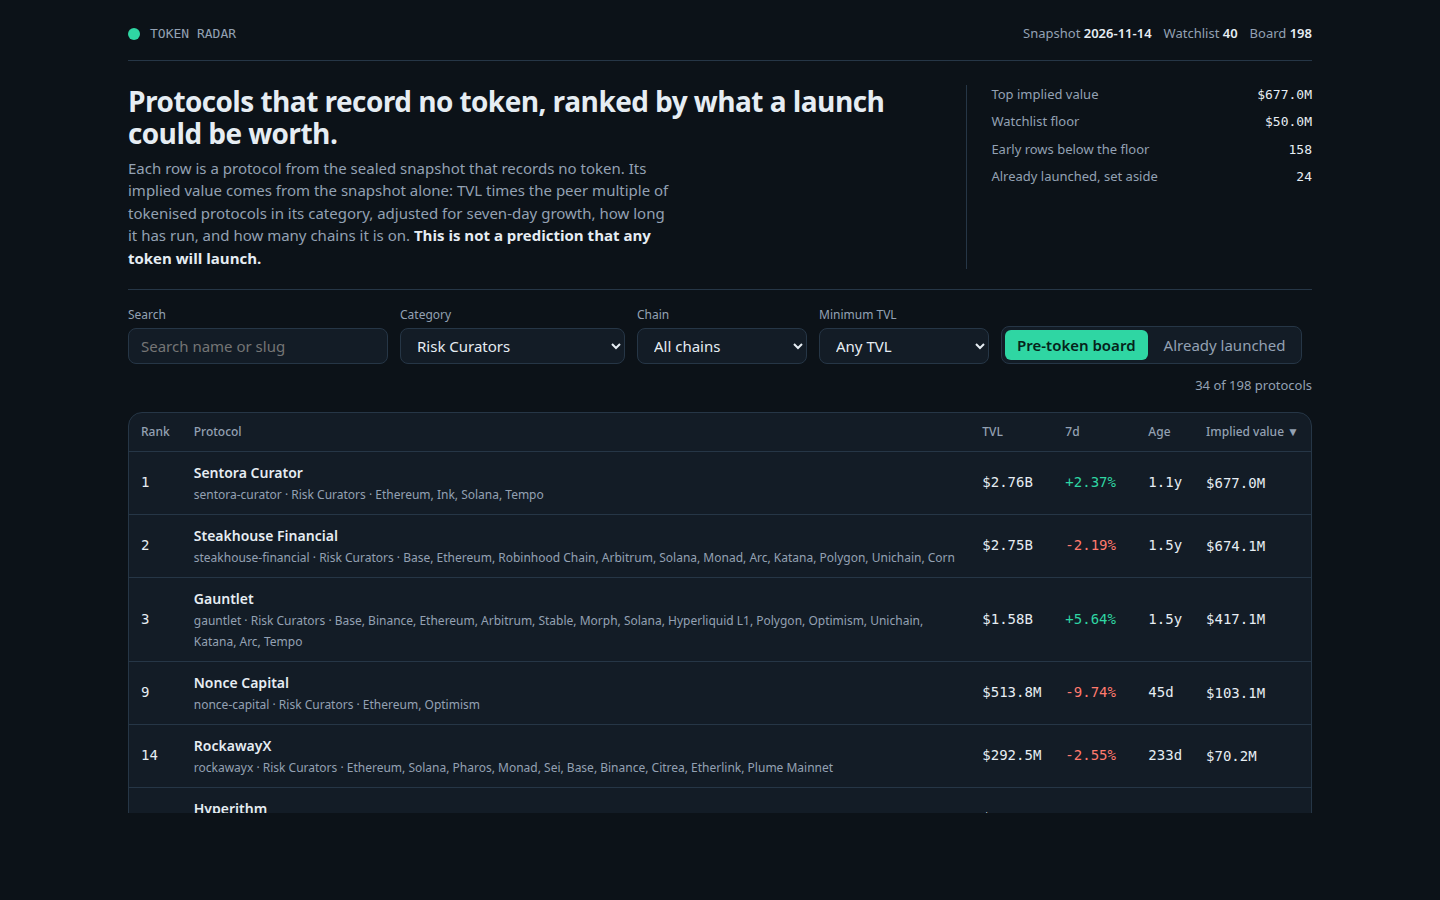 TOKEN RADAR
Snapshot 2026-11-14 Watchlist 40 Board 198
Protocols that record no token, ranked by what a launch
could be worth.
Each row is a protocol from the sealed snapshot that records no token. Its
implied value comes from the snapshot alone: TVL times the peer multiple of
tokenised protocols in its category, adjusted for seven-day growth, how long
it has run, and how many chains it is on. This is not a prediction that any
token will launch.
Top implied value $677.0M
Watchlist floor $50.0M
Early rows below the floor 158
Already launched, set aside 24
Search Category Chain Minimum TVL
Search name or slug Risk Curators All chains Any TVL Pre-token board Already launched
34 of 198 protocols
Rank Protocol TVL 7d Age Implied value ▼
1 Sentora Curator $2.76B +2.37% 1.1y $677.0M
sentora-curator · Risk Curators · Ethereum, Ink, Solana, Tempo
2 Steakhouse Financial $2.75B -2.19% 1.5y $674.1M
steakhouse-financial · Risk Curators · Base, Ethereum, Robinhood Chain, Arbitrum, Solana, Monad, Arc, Katana, Polygon, Unichain, Corn
3 Gauntlet $1.58B +5.64% 1.5y $417.1M
gauntlet · Risk Curators · Base, Binance, Ethereum, Arbitrum, Stable, Morph, Solana, Hyperliquid L1, Polygon, Optimism, Unichain,
Katana, Arc, Tempo
9 Nonce Capital $513.8M -9.74% 45d $103.1M
nonce-capital · Risk Curators · Ethereum, Optimism
14 RockawayX $292.5M -2.55% 233d $70.2M
rockawayx · Risk Curators · Ethereum, Solana, Pharos, Monad, Sei, Base, Binance, Citrea, Etherlink, Plume Mainnet
Hyperithm